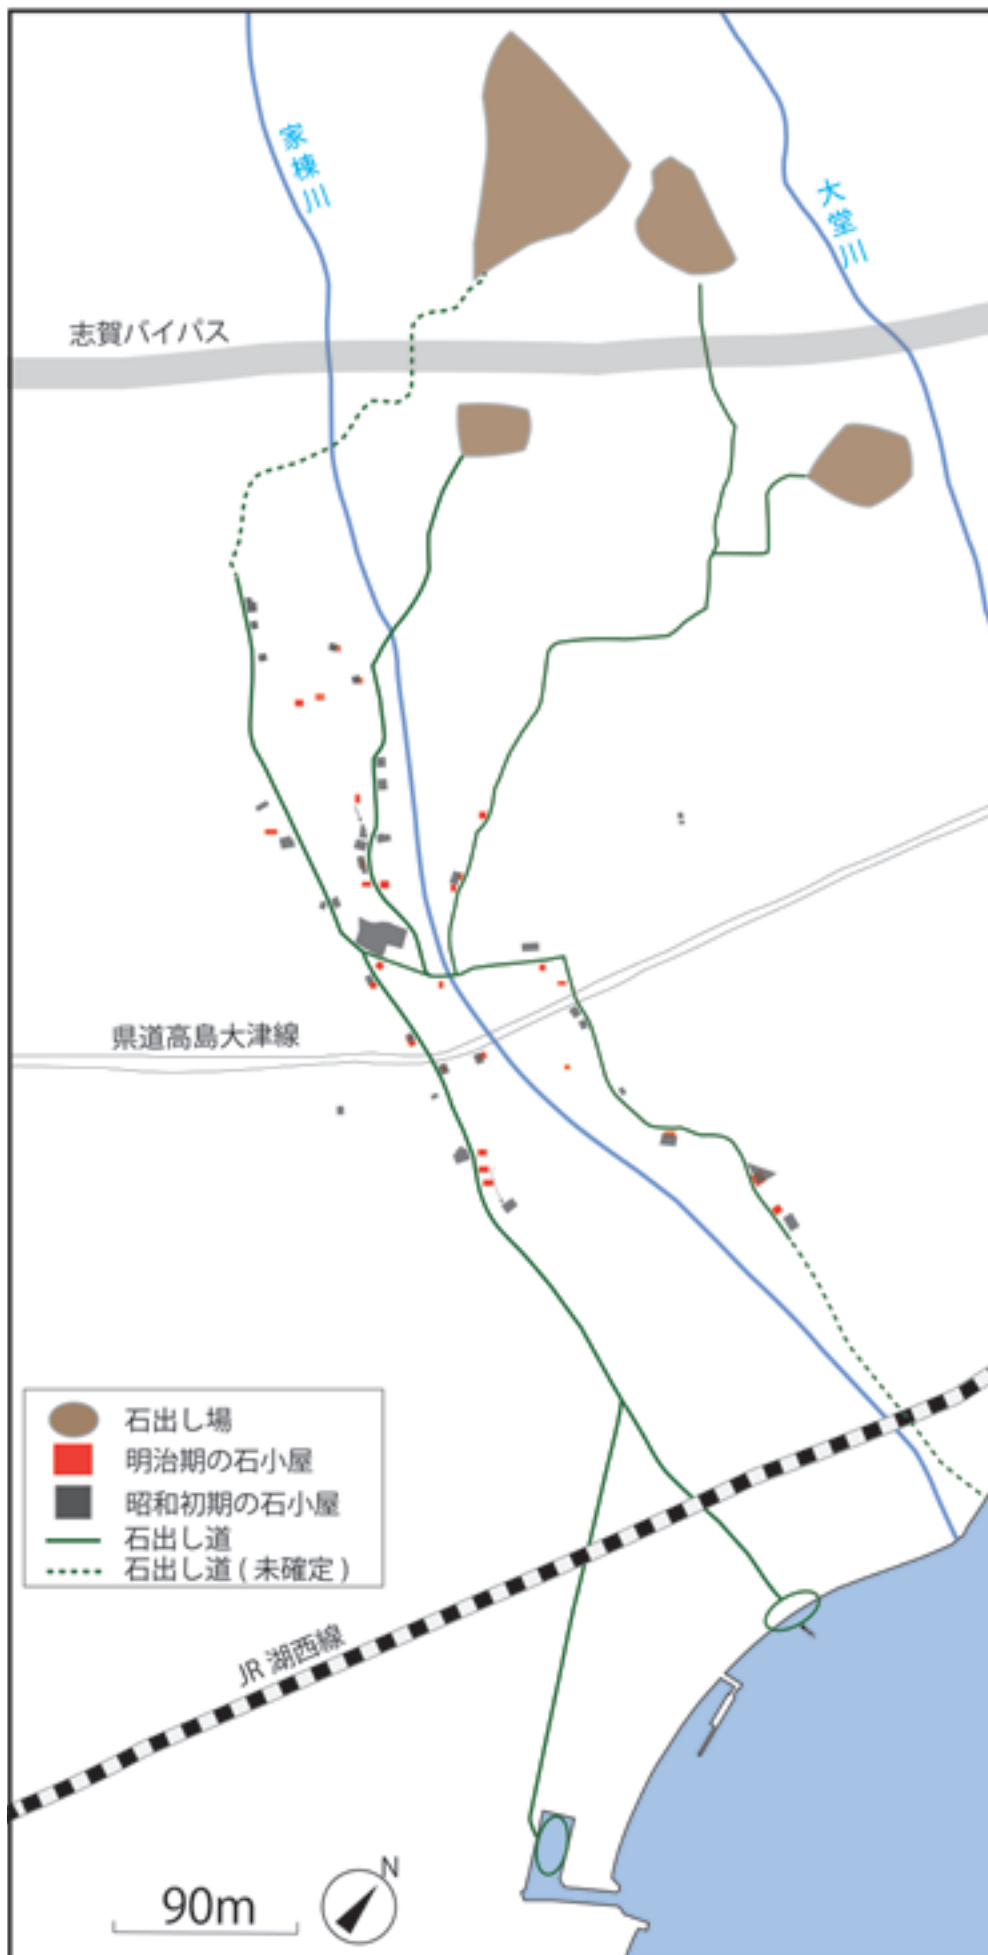 家棟川
大堂川
志賀バイパス
県道高島大津線
石出し場
明治期の石小屋
昭和初期の石小屋
石出し道
石出し道 ( 未確定 )
JR 湖西線
90m
N